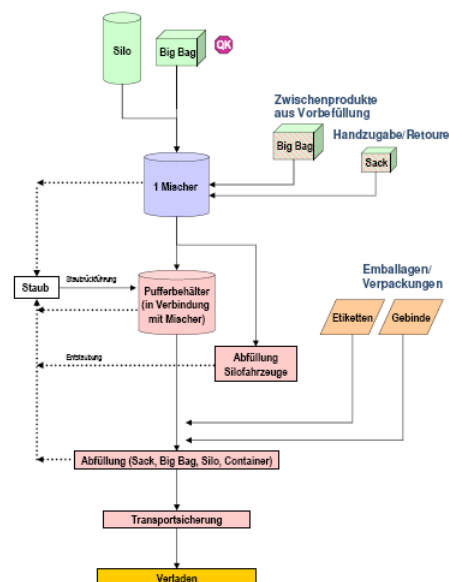 Silo
Big Bag
QK
Zwischenprodukte
aus Vorbefüllung
Handzugabe/Retoure
Big Bag
Sack
1 Mischer
Staub
Staubrückführung
Pufferbehälter
(in Verbindung
mit Mischer)
Emballagen/
Verpackungen
Etiketten
Gebinde
Entstaubung
Abfüllung
Silofahrzeuge
Abfüllung (Sack, Big Bag, Silo, Container)
Transportsicherung
Verladen